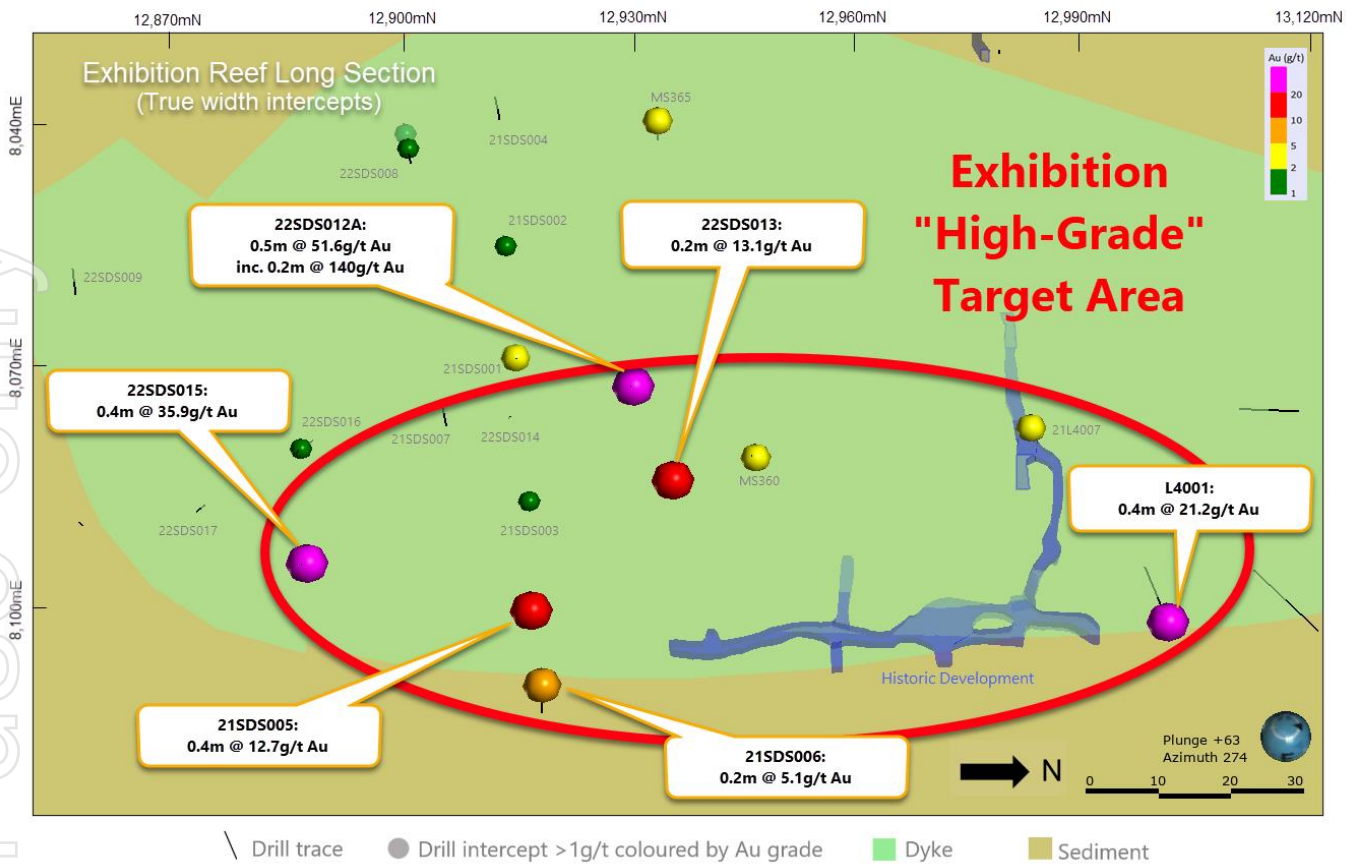 12,870mN
12,900mN
12,930mN
12,960mN
12,990mN
13,120mN
Exhibition Reef Long Section
(True width intercepts)
Au (g/t)
20
10
5
2
1
8,040mE
8,070mE
8,100mE
MS365
21SDS004
22SDS008
Exhibition
"High-Grade"
Target Area
22SDS012A:
0.5m @ 51.6g/t Au
inc. 0.2m @ 140g/t Au
21SDS002
22SDS013:
0.2m @ 13.1g/t Au
22SDS009
21SDS001
22SDS015:
0.4m @ 35.9g/t Au
22SDS016
21SDS007
22SDS014
21L4007
MS360
L4001:
0.4m @ 21.2g/t Au
22SDS017
21SDS003
Historic Development
21SDS005:
0.4m @ 12.7g/t Au
21SDS006:
0.2m @ 5.1g/t Au
N
Plunge +63
Azimuth 274
0 10 20 30
Drill trace
Drill intercept >1g/t coloured by Au grade
Dyke
Sediment